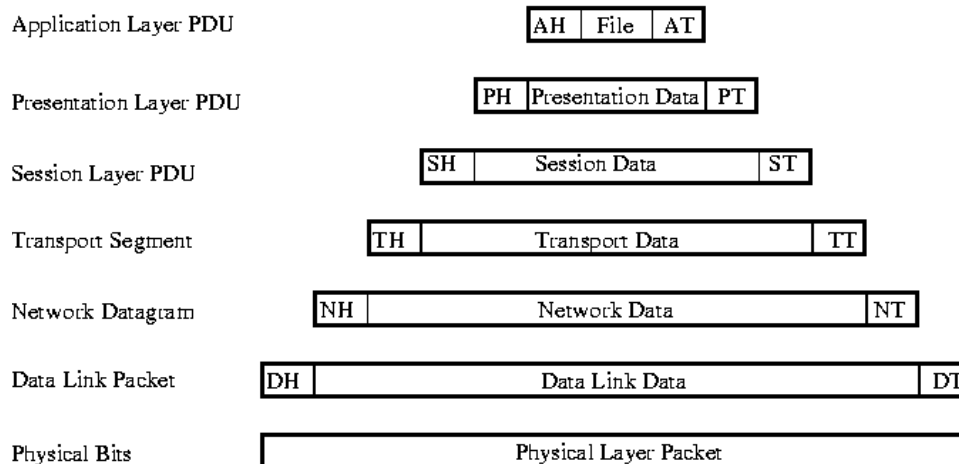 Application Layer PDU AH File AT
Presentation Layer PDU PH Presentation Data PT
Session Layer PDU SH Session Data ST
Transport Segment TH Transport Data TT
Network Datagram NH Network Data NT
Data Link Packet DH Data Link Data DT
Physical Bits Physical Layer Packet